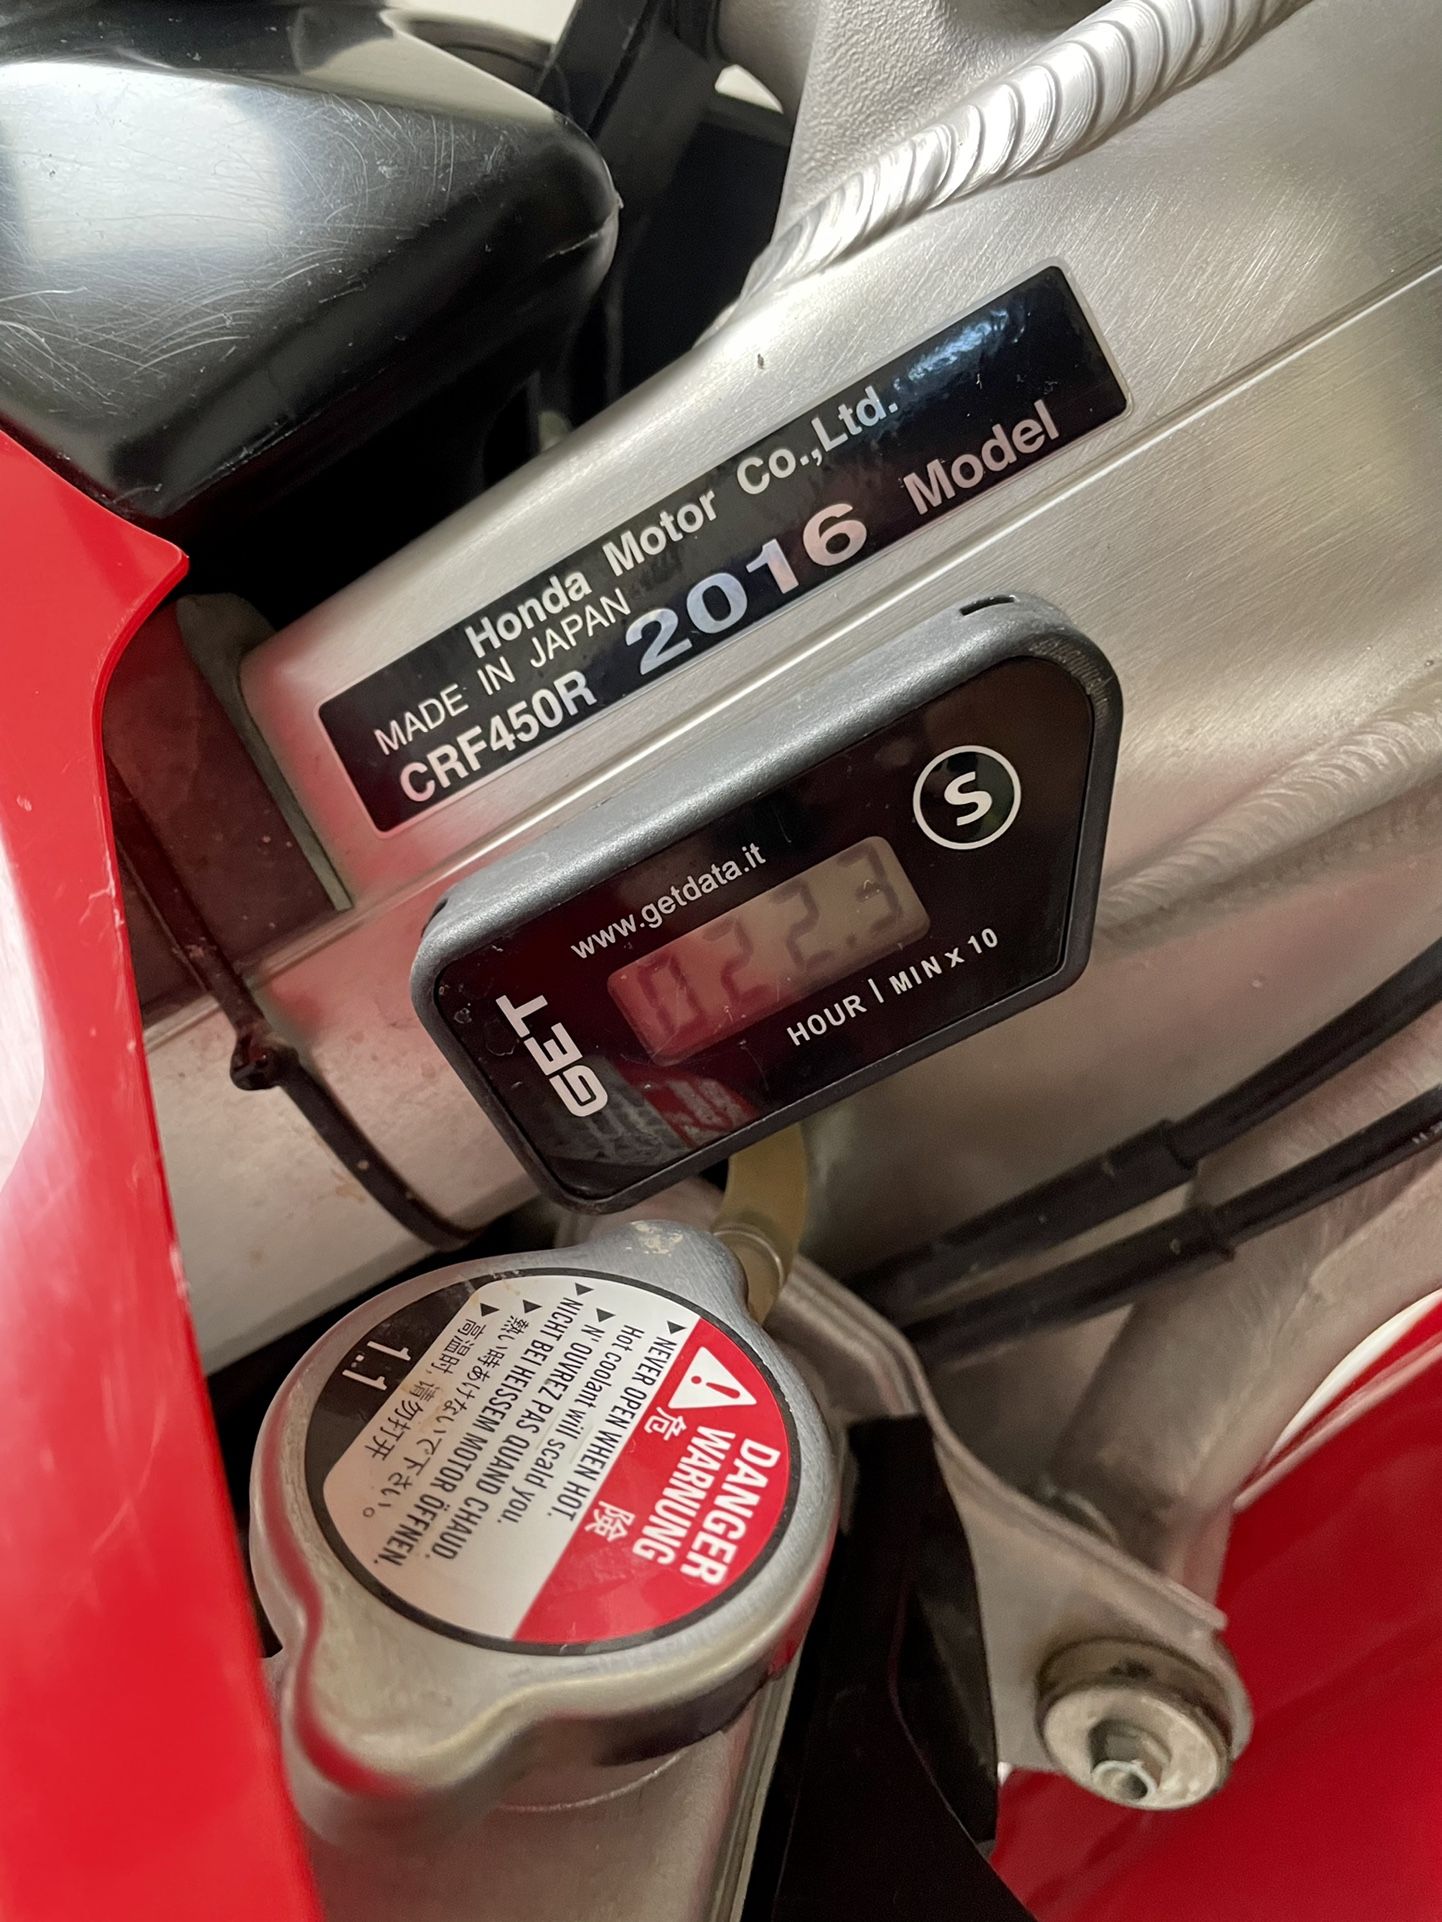 Honda Motor Co.,Ltd.
MADE IN JAPAN
CRF450R 2016 Model
www.getdata.it
S
GET
022.3
HOUR | MIN x 10
DANGER
WARNUNG
危 険
▶NEVER OPEN WHEN HOT.
Hot coolant will scald you.
▶N' OUVREZ PAS QUAND CHAUD.
▶NICHT BEI HEISSEM MOTOR ÖFFNEN.
▶熱い時あけないで下さい。
▶高温时,请勿打开
1.1